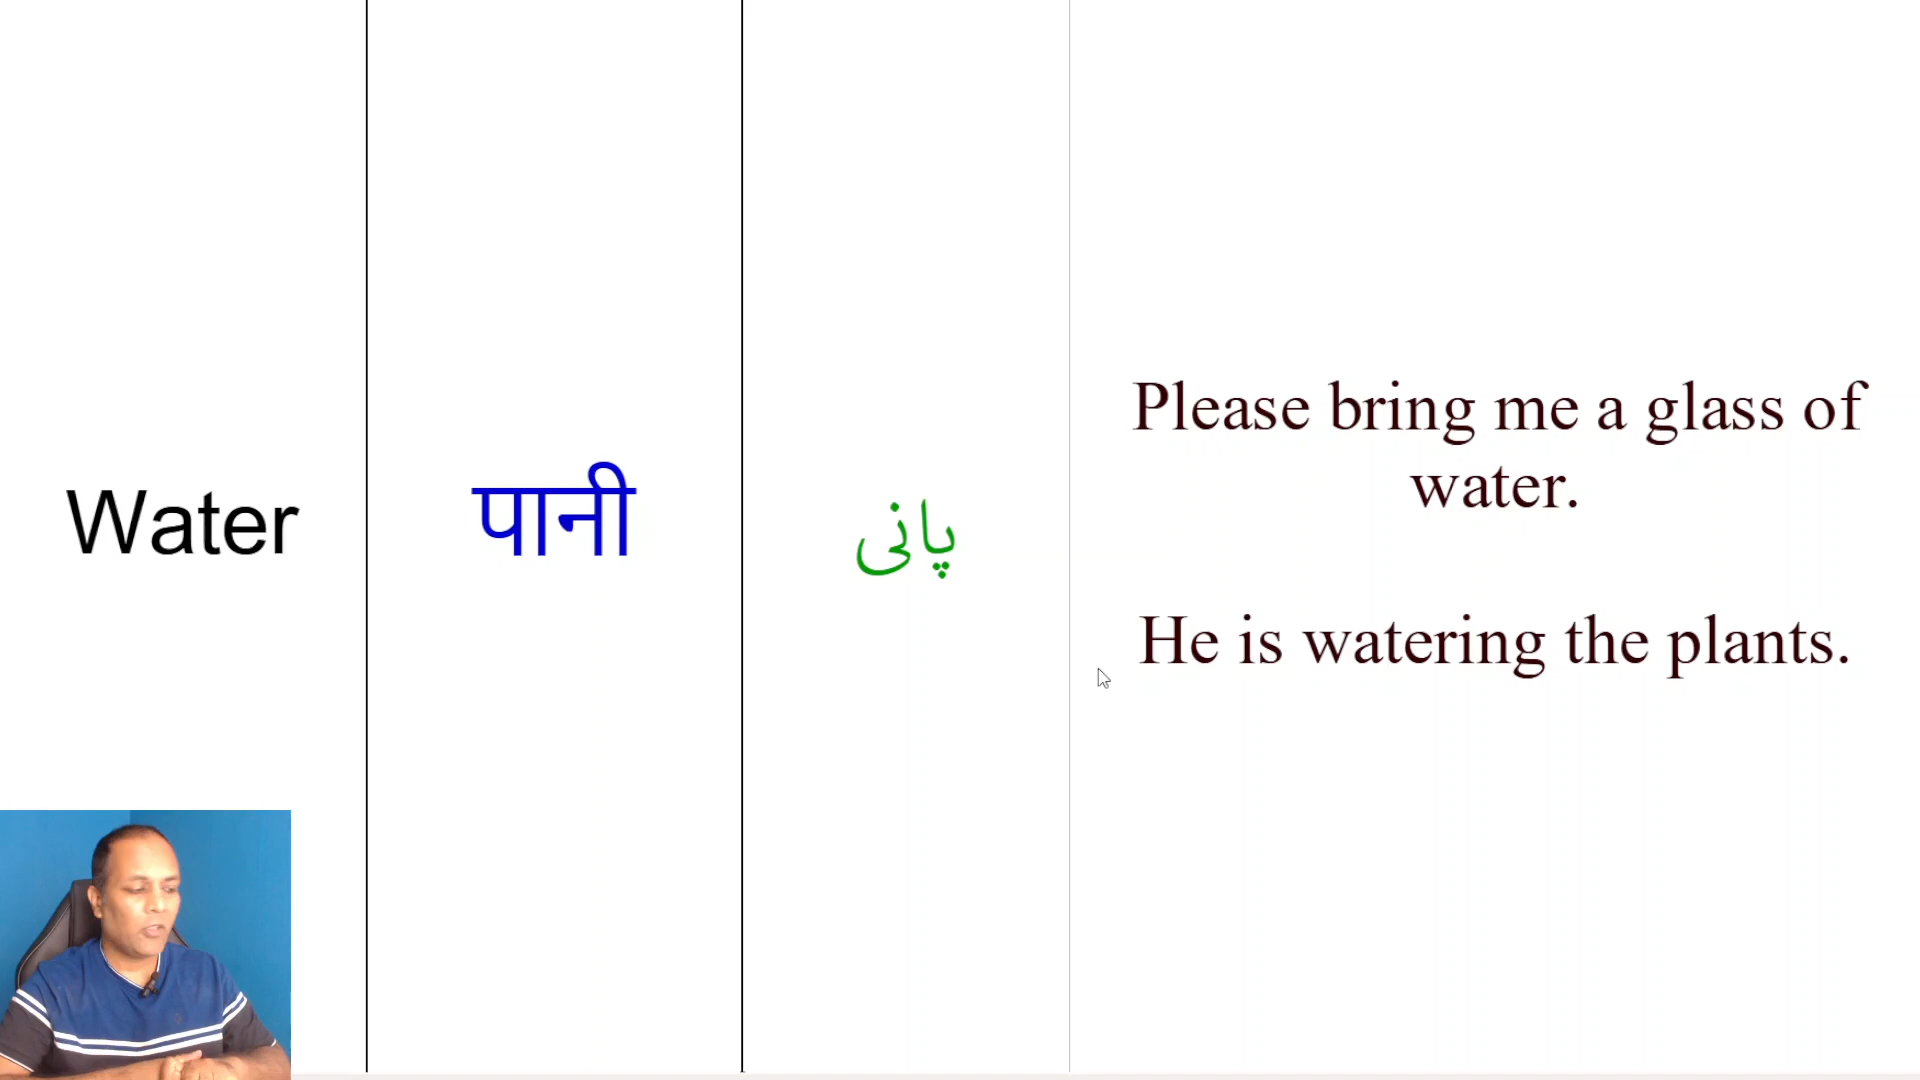 Water
पानी
پانی
Please bring me a glass of
water.
He is watering the plants.